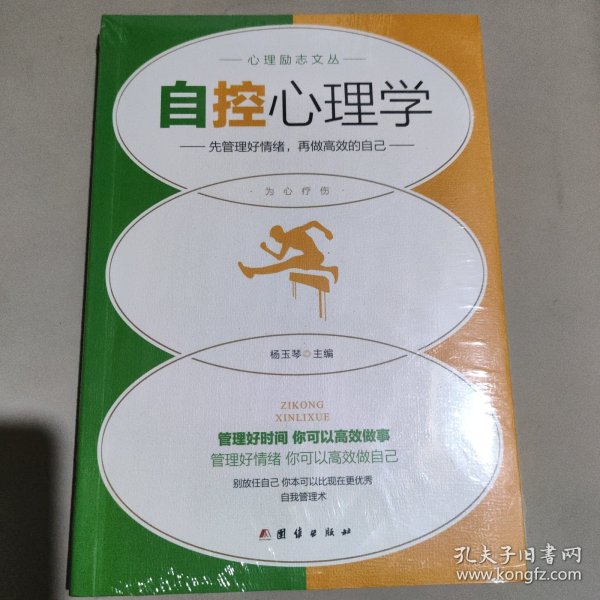 心理励志文丛
自控心理学
先管理好情绪，再做高效的自己
·为心疗伤·
杨玉琴◎主编
ZIKONG
XINLIXUE
管理好时间 你可以高效做事
管理好情绪 你可以高效做自己
别放任自己 你本可以比现在更优秀
自我管理术
团结出版社
孔夫子旧书网
www.kongfz.com